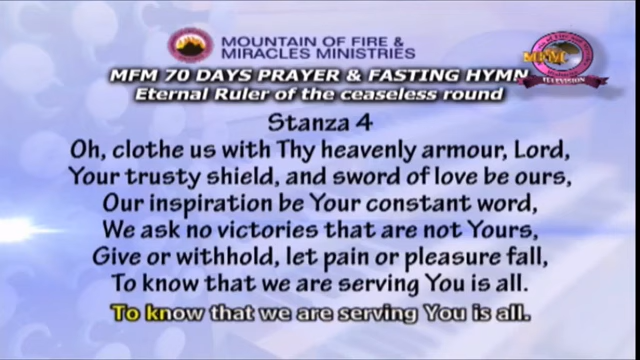 MOUNTAIN OF FIRE &
MIRACLES MINISTRIES
MFM 70 DAYS PRAYER & FASTING HYMN
Eternal Ruler of the ceaseless round
MFM
TELEVISION
Stanza 4
Oh, clothe us with Thy heavenly armour, Lord,
Your trusty shield, and sword of love be ours,
Our inspiration be Your constant word,
We ask no victories that are not Yours,
Give or withhold, let pain or pleasure fall,
To know that we are serving You is all.
To know that we are serving You is all.